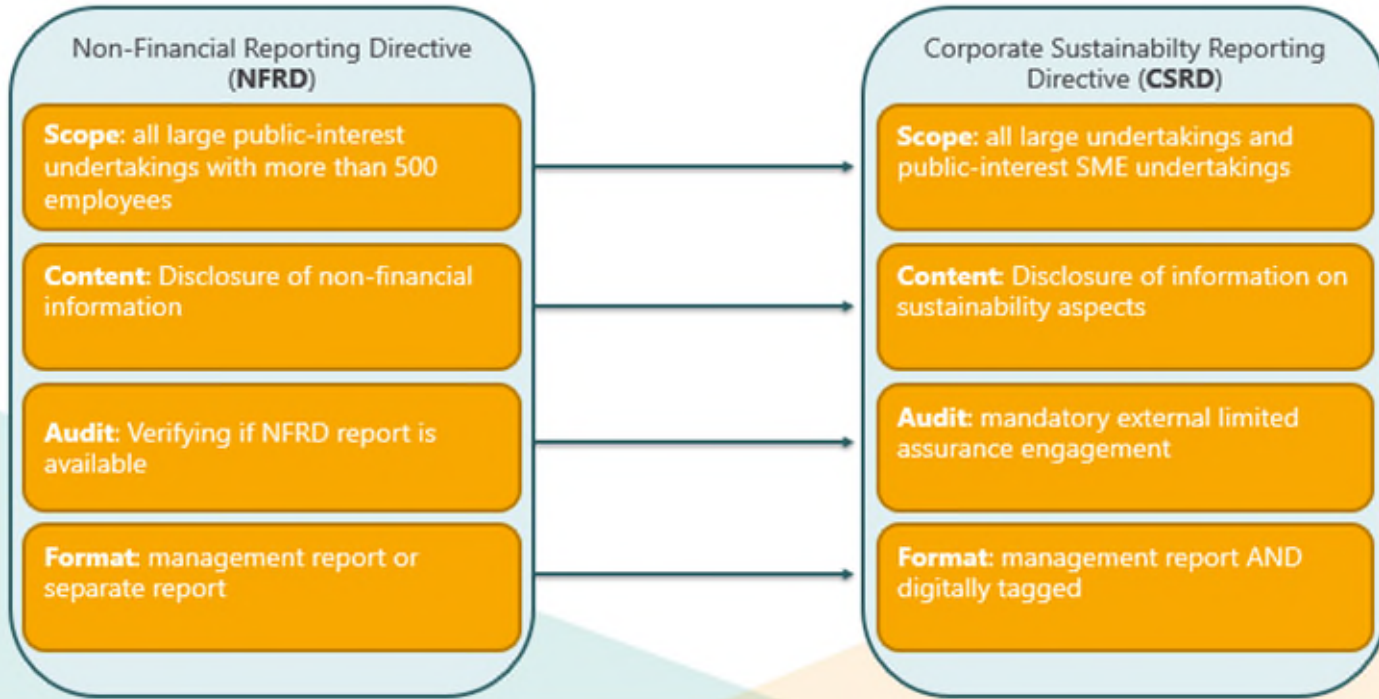 Non-Financial Reporting Directive
(NFRD)
Scope: all large public-interest
undertakings with more than 500
employees
Content: Disclosure of non-financial
information
Audit: Verifying if NFRD report is
available
Format: management report or
separate report
Corporate Sustainabilty Reporting
Directive (CSRD)
Scope: all large undertakings and
public-interest SME undertakings
Content: Disclosure of information on
sustainability aspects
Audit: mandatory external limited
assurance engagement
Format: management report AND
digitally tagged